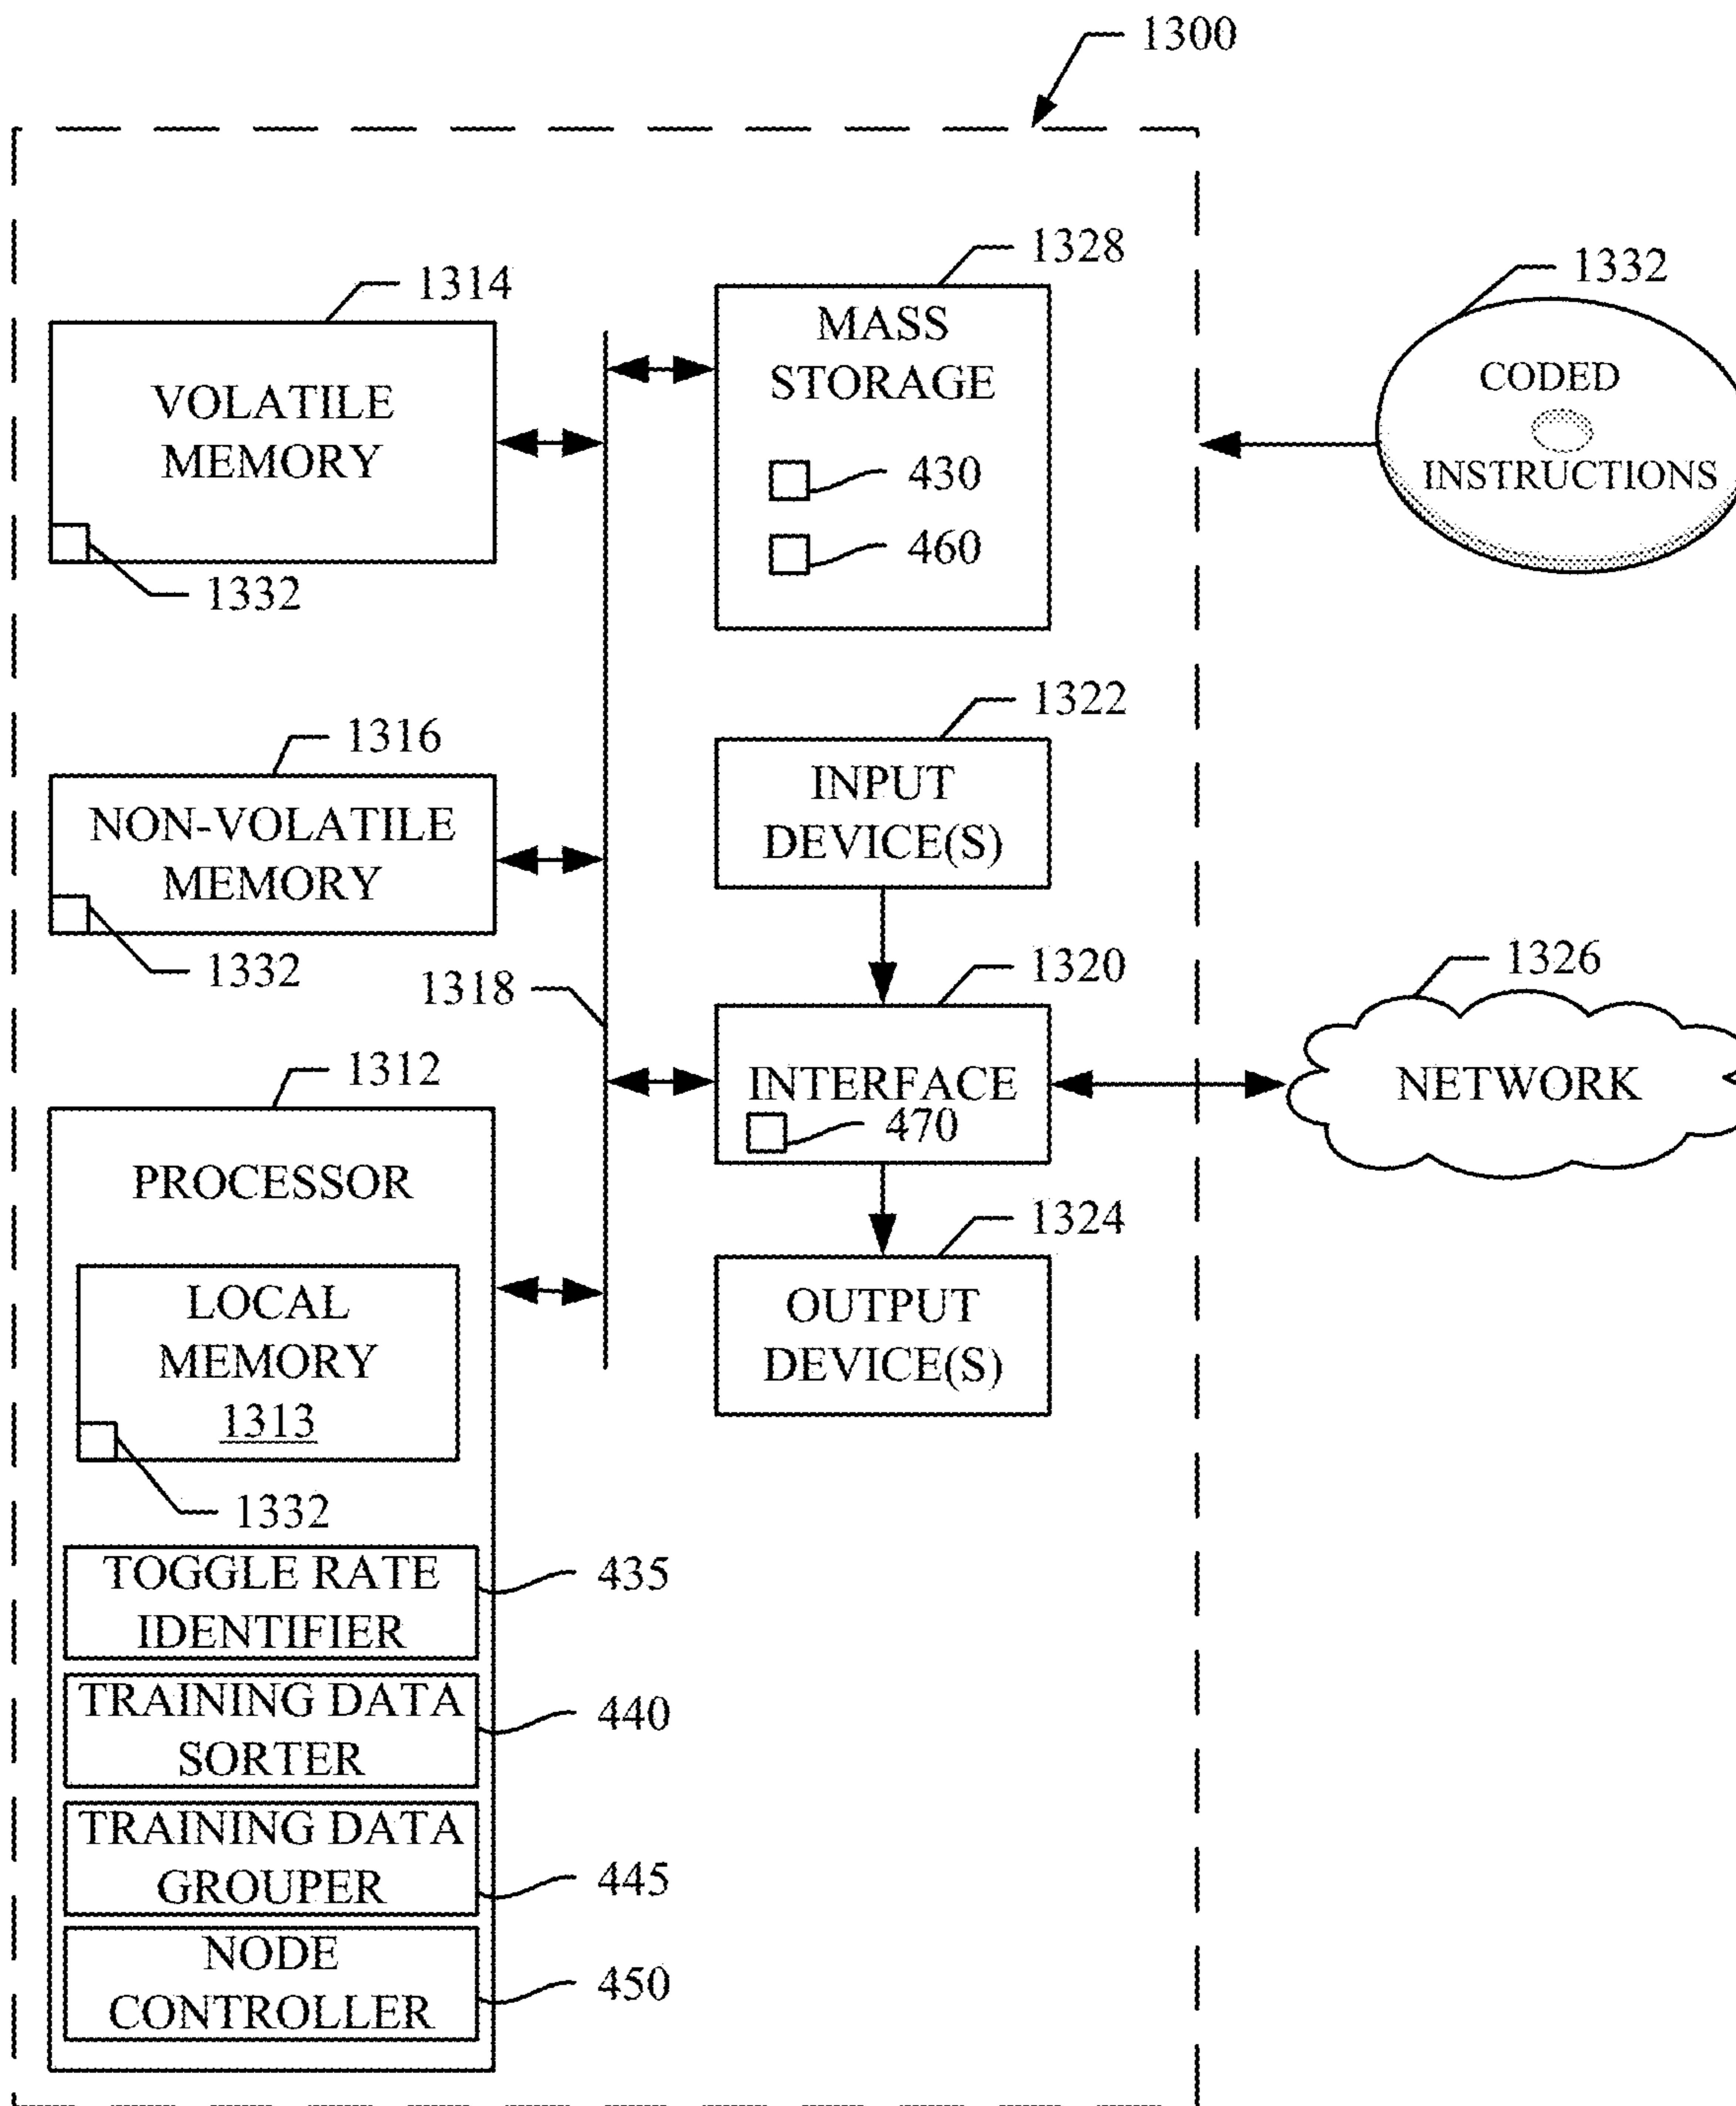 1300
1314
VOLATILE
MEMORY
1332
1328
MASS
STORAGE
430
460
1332
CODED
INSTRUCTIONS
1316
NON-VOLATILE
MEMORY
1332
1318
1322
INPUT
DEVICE(S)
1320
INTERFACE
470
1326
NETWORK
1324
OUTPUT
DEVICE(S)
1312
PROCESSOR
LOCAL
MEMORY
1313
1332
TOGGLE RATE
IDENTIFIER
435
TRAINING DATA
SORTER
440
TRAINING DATA
GROUPER
445
NODE
CONTROLLER
450